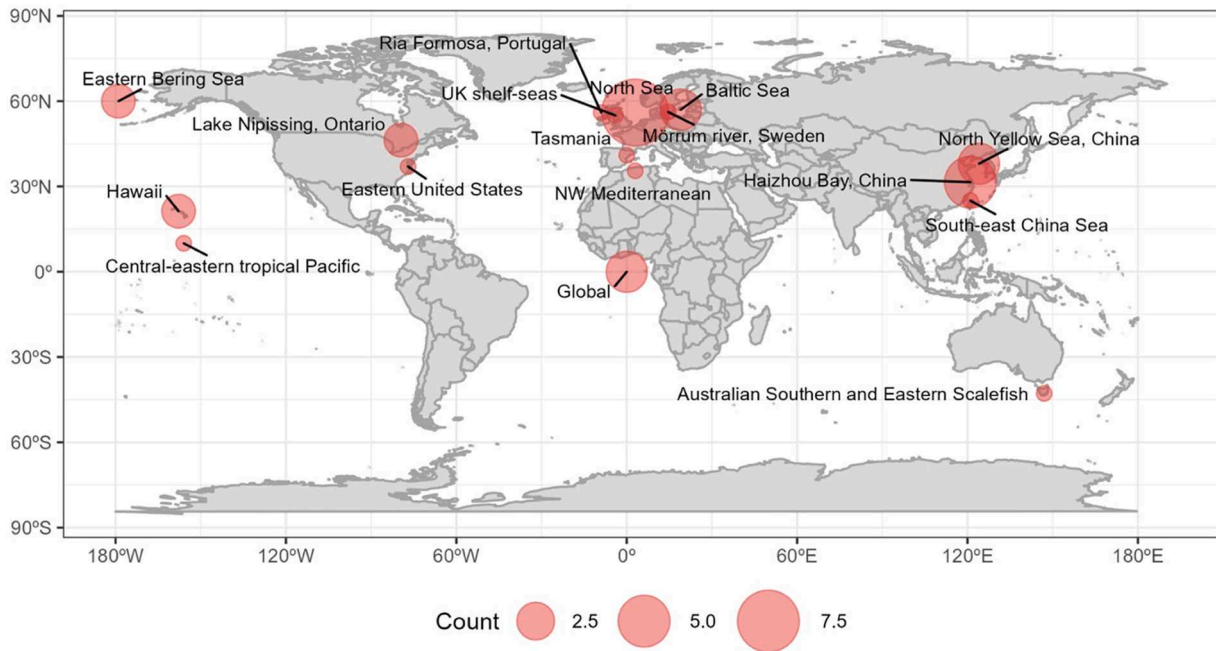 90ºN
Ria Formosa, Portugal
Eastern Bering Sea
North Sea
UK shelf-seas
Baltic Sea
60ºN
Lake Nipissing, Ontario
Tasmania
Mörrum river, Sweden
North Yellow Sea, China
30ºN
Hawaii
Eastern United States
NW Mediterranean
Haizhou Bay, China
South-east China Sea
Central-eastern tropical Pacific
0º
Global
30ºS
Australian Southern and Eastern Scalefish
60ºS
90ºS
180ºW 120ºW 60ºW 0º 60ºE 120ºE 180ºE
Count 2.5 5.0 7.5